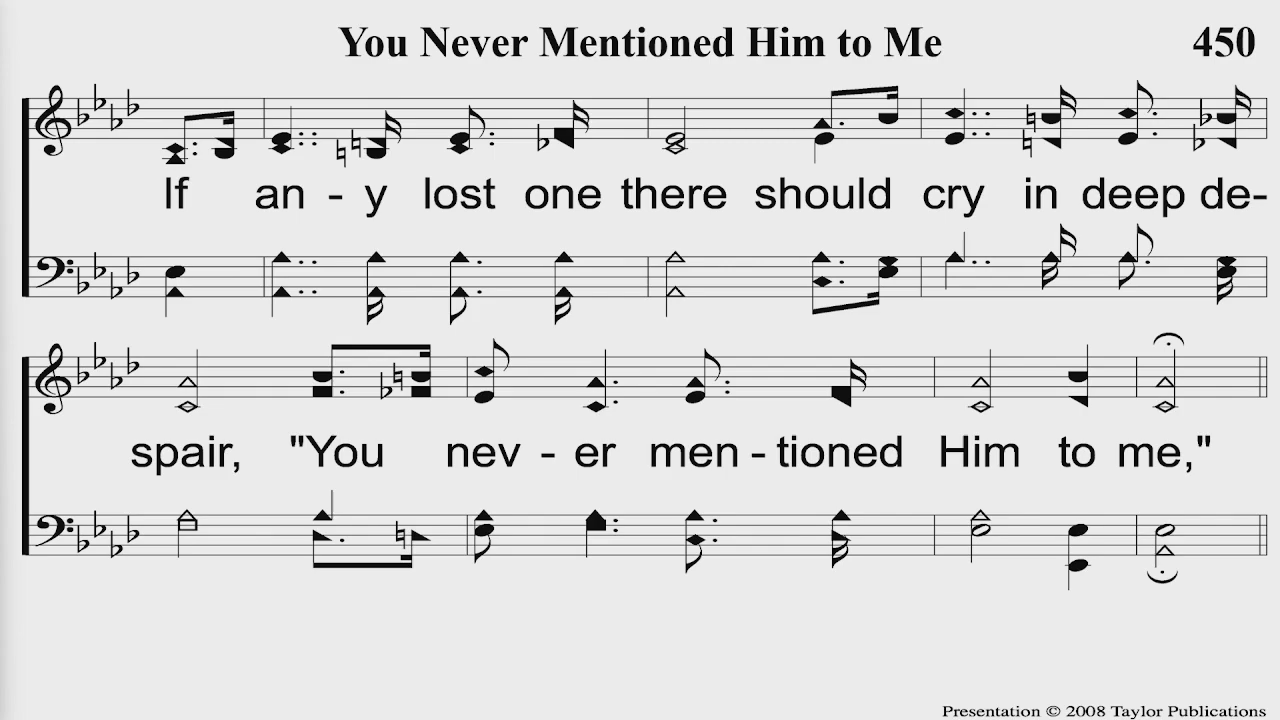 You Never Mentioned Him to Me 450
If an - y lost one there should cry in deep de-
spair, "You nev - er men - tioned Him to me,"
Presentation © 2008 Taylor Publications